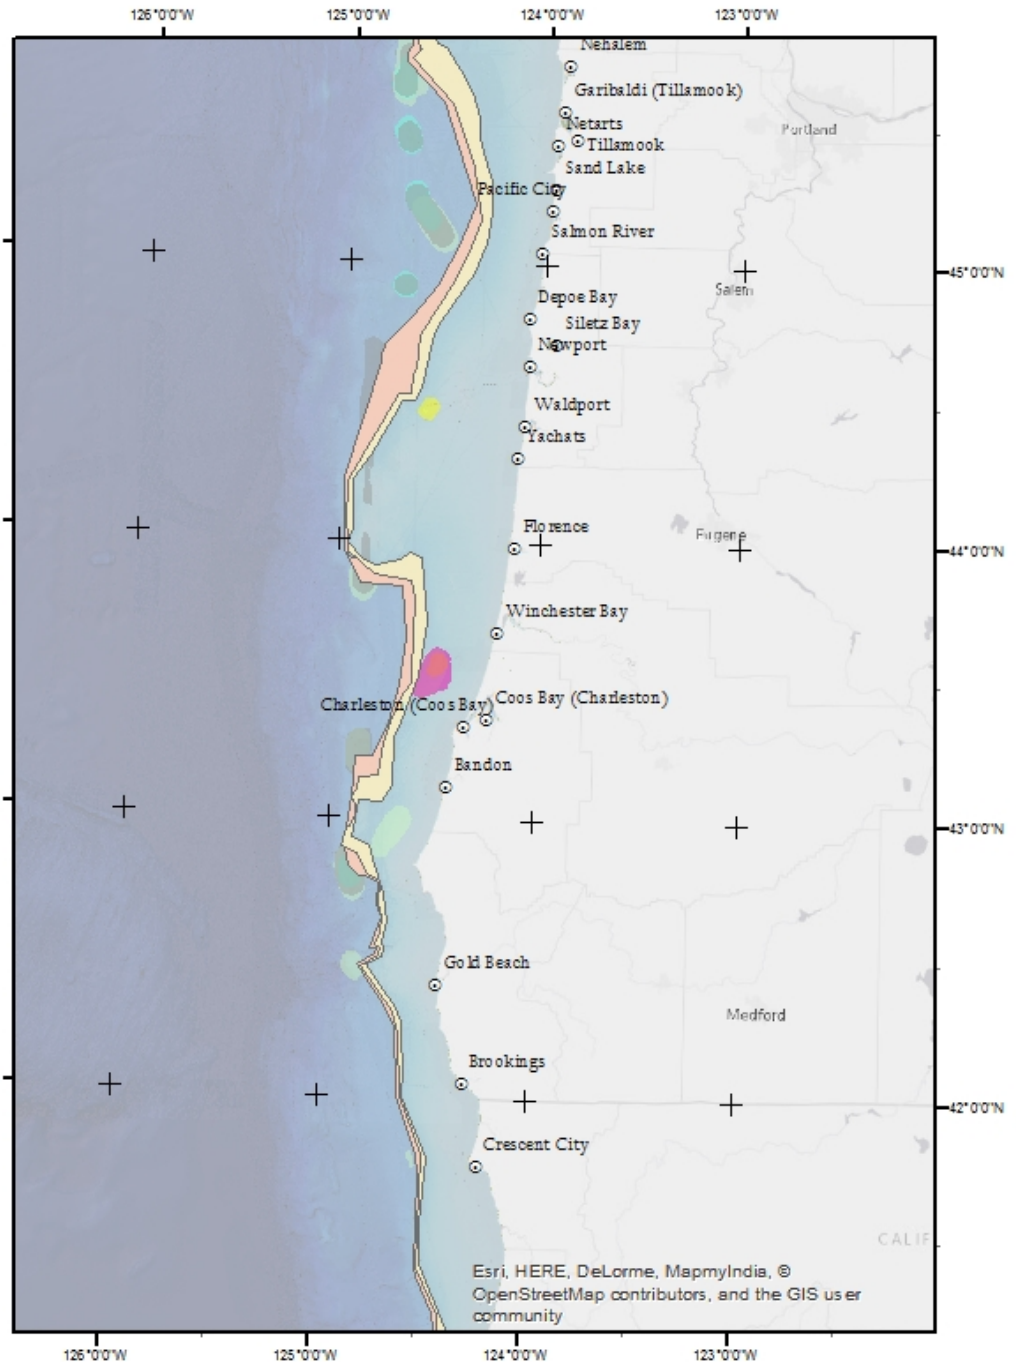 126°0'0"W 125°0'0"W 124°0'0"W 123°0'0"W
Nehalem
Garibaldi (Tillamook)
Netarts
Portland
Tillamook
Sand Lake
Pacific City
Salmon River
45°0'0"N
Salem
Depoe Bay
Siletz Bay
Newport
Waldport
Yachats
Florence
Eugene
44°0'0"N
Winchester Bay
Coos Bay (Charleston)
Charleston (Coos Bay)
Bandon
43°0'0"N
Gold Beach
Medford
Brookings
42°0'0"N
Crescent City
CALIF
Esri, HERE, DeLorme, MapmyIndia, ©
OpenStreetMap contributors, and the GIS user
community
126°0'0"W 125°0'0"W 124°0'0"W 123°0'0"W